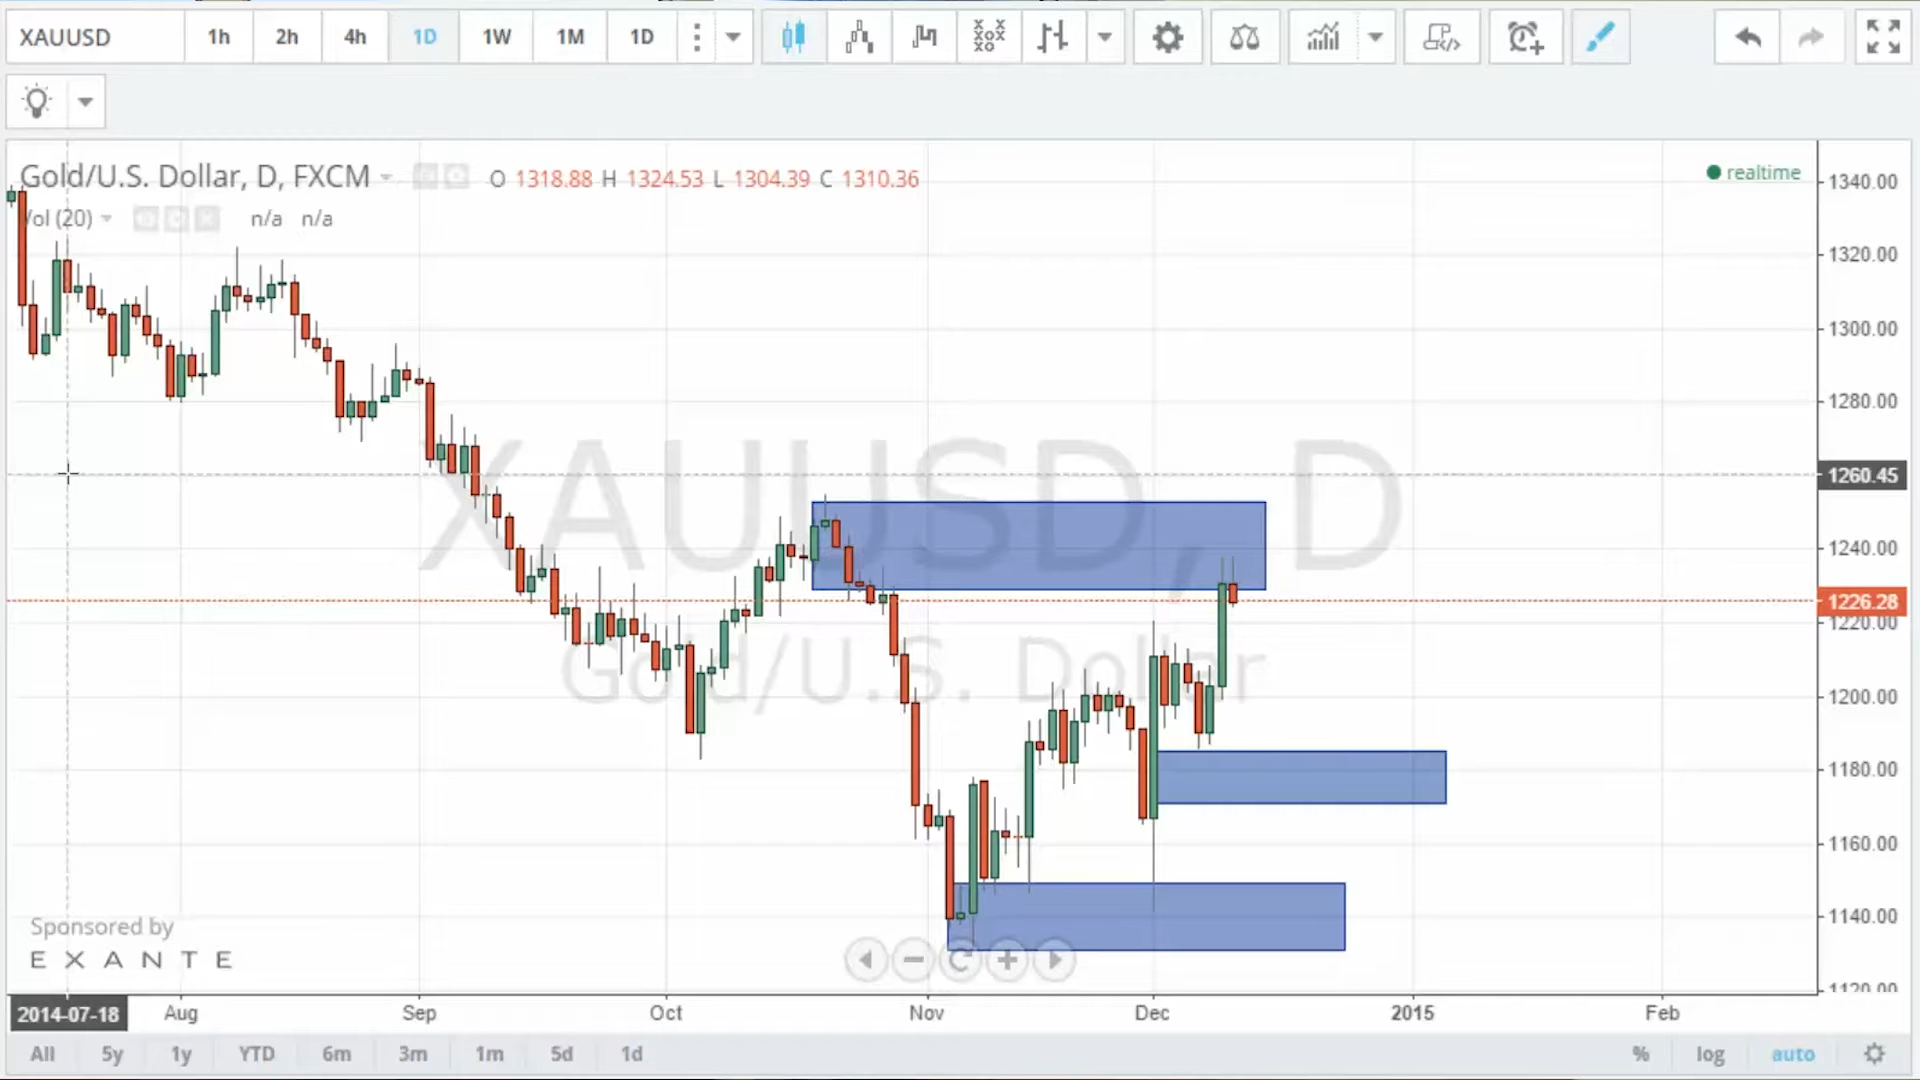 XAUUSD 1h 2h 4h 1D 1W 1M 1D
Gold/U.S. Dollar, D, FXCM O 1318.88 H 1324.53 L 1304.39 C 1310.36
realtime
Vol (20) n/a n/a
1340.00
1320.00
1300.00
1280.00
1260.45
1240.00
1226.28
1220.00
1200.00
1180.00
1160.00
1140.00
1120.00
XAUUSD, D
Gold/U.S. Dollar
Sponsored by
EXANTE
2014-07-18 Aug Sep Oct Nov Dec 2015 Feb
All 5y 1y YTD 6m 3m 1m 5d 1d % log auto